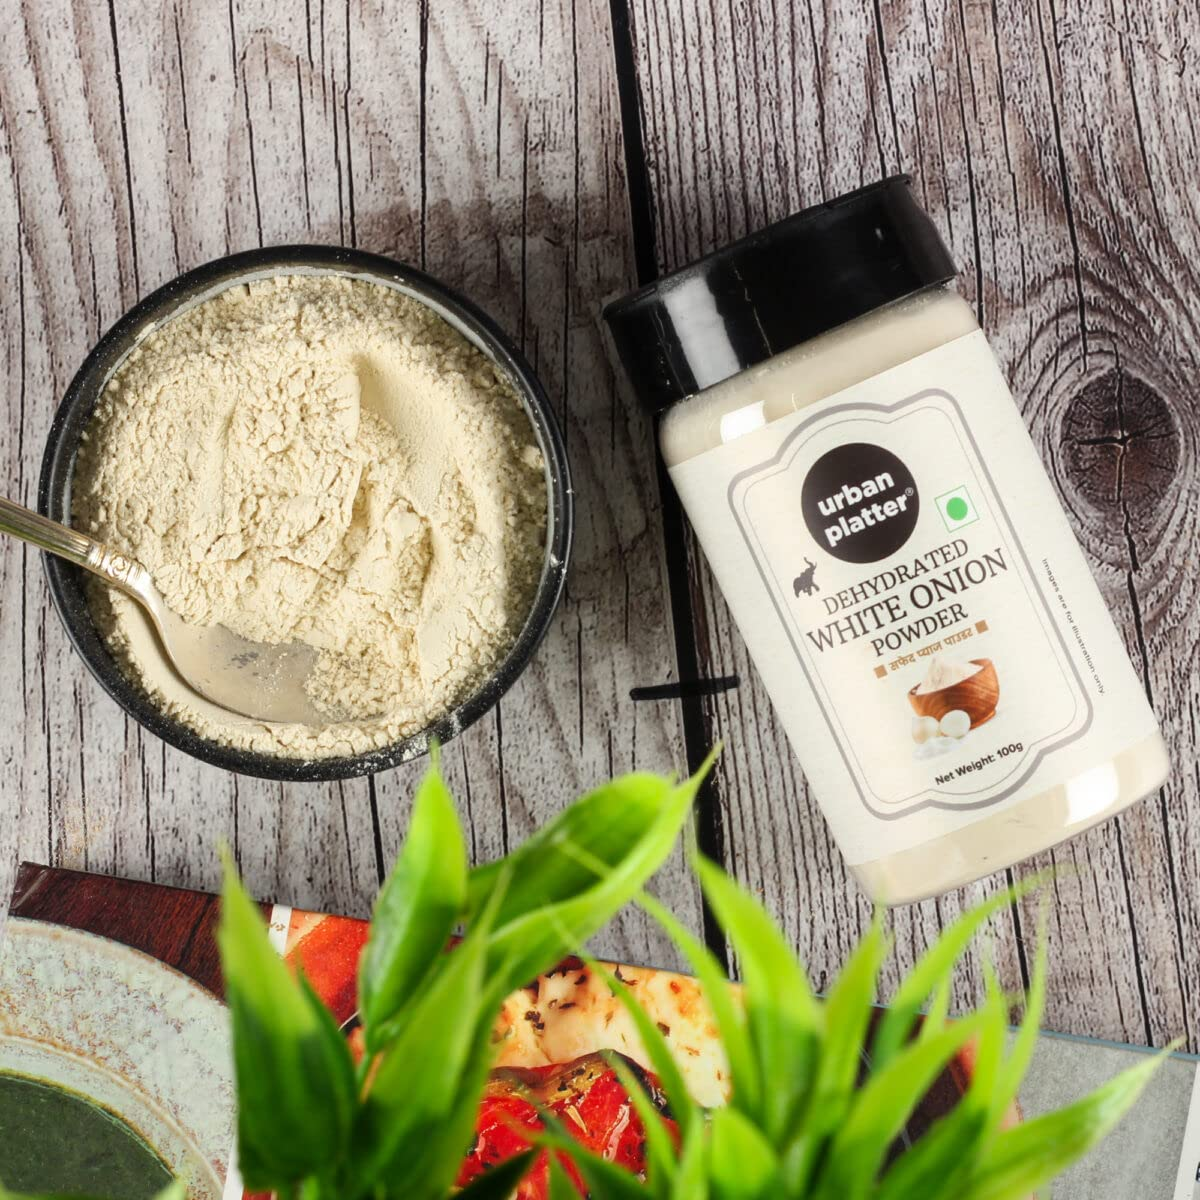 urban
platter®
DEHYDRATED
WHITE ONION
POWDER
सफेद प्याज पाउडर
Net Weight: 100g
Images are for illustration only.